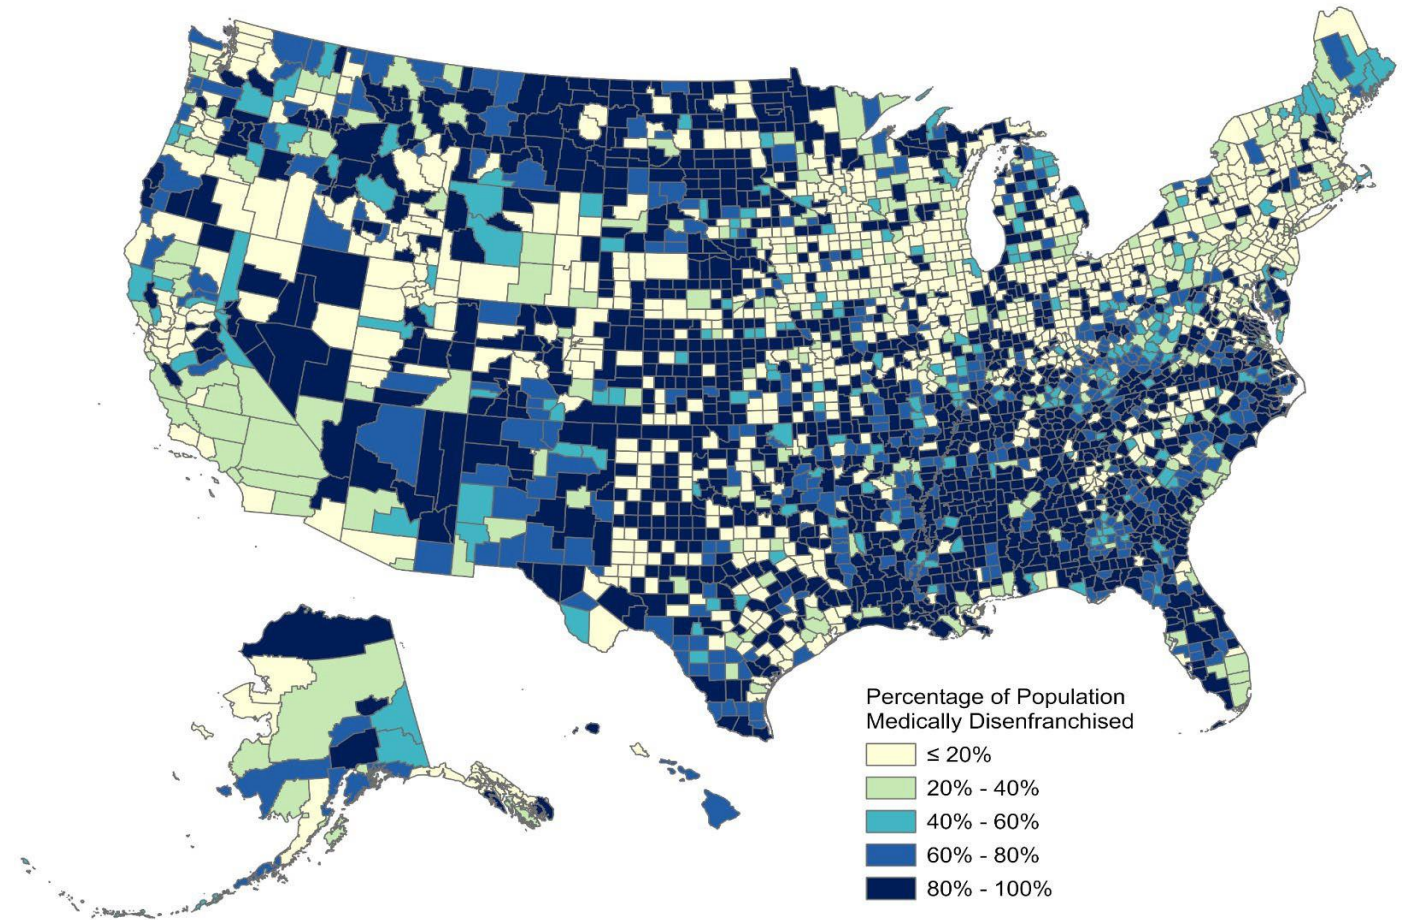 Percentage of Population
Medically Disenfranchised
≤ 20%
20% - 40%
40% - 60%
60% - 80%
80% - 100%